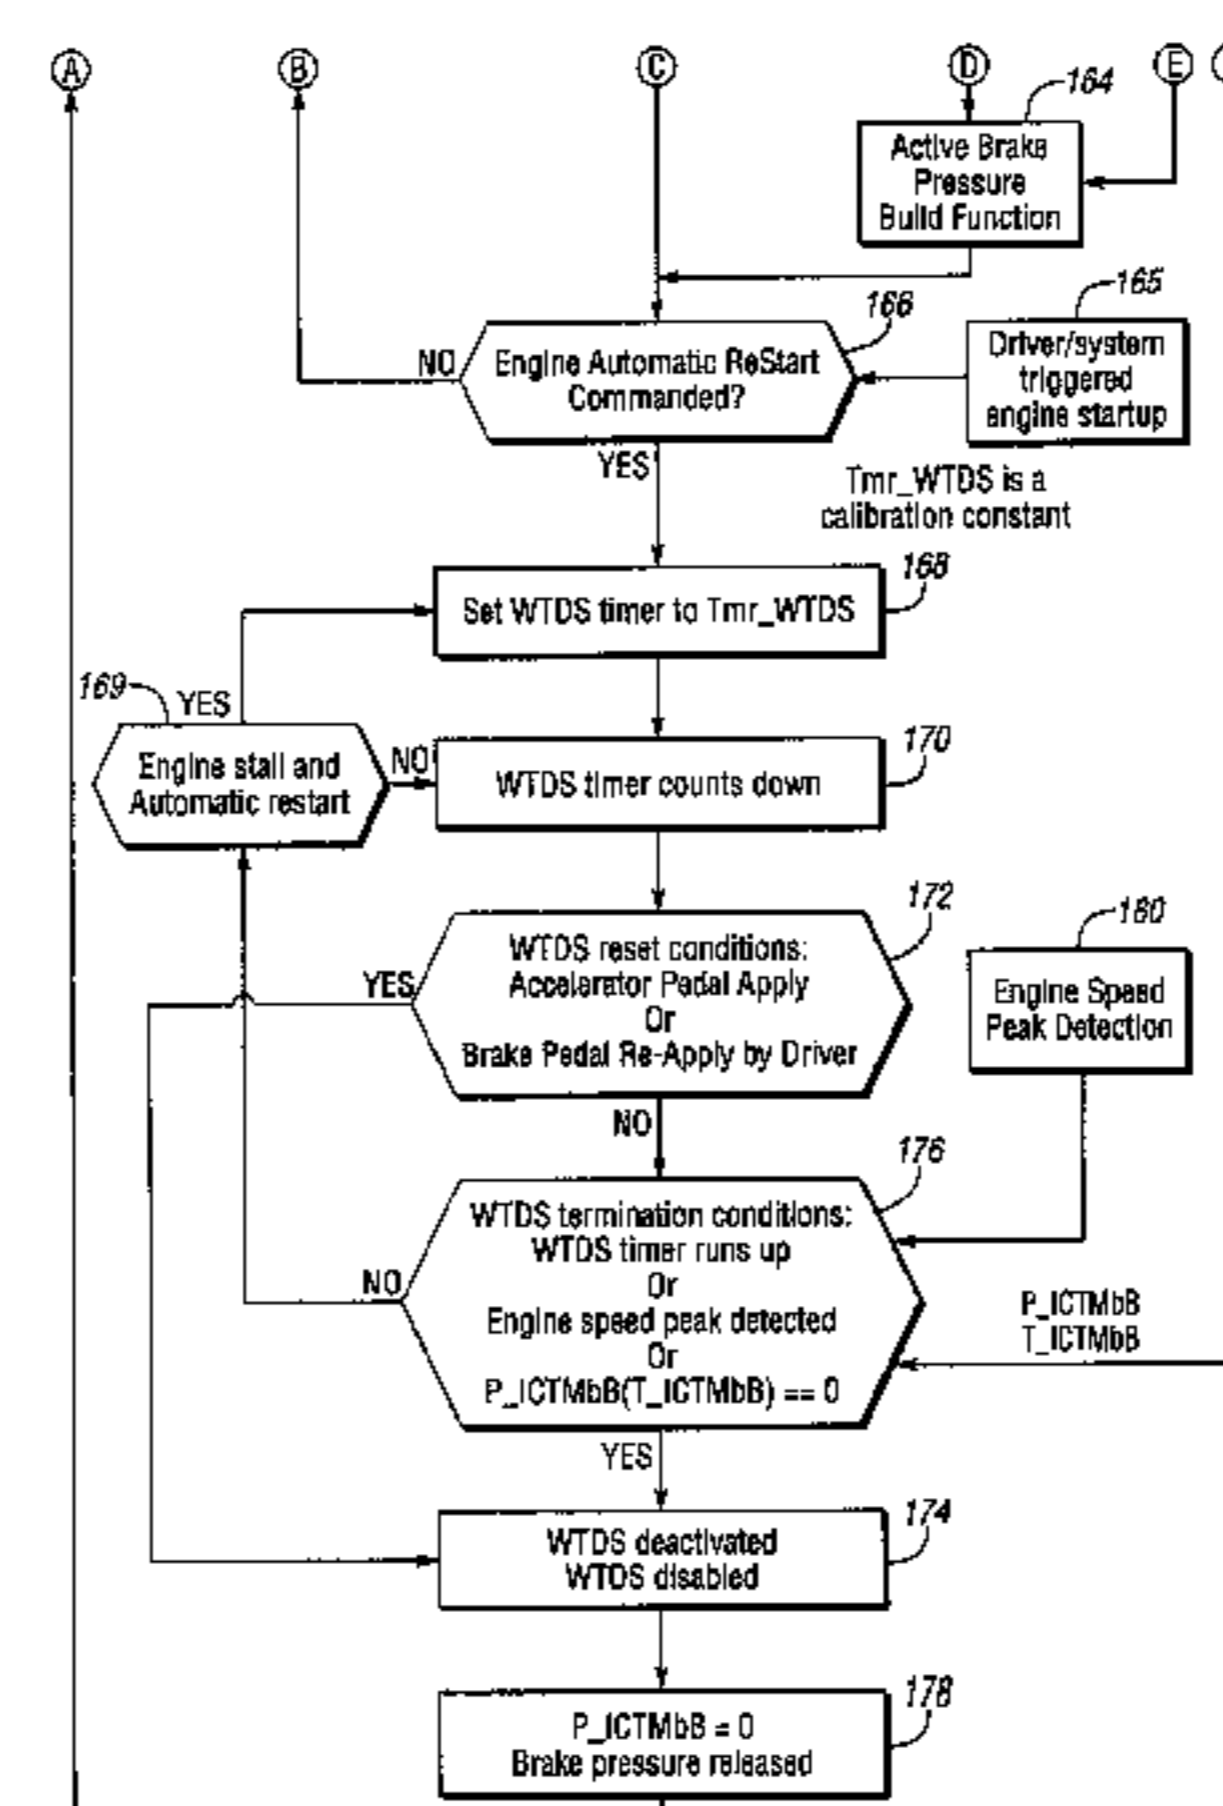 A
B
C
D
E
164
Active Brake
Pressure
Build Function
165
Driver/system
triggered
engine startup
166
NO
Engine Automatic ReStart
Commanded?
YES
Tmr_WTDS is a
calibration constant
168
Set WTDS timer to Tmr_WTDS
169
YES
Engine stall and
Automatic restart
NO
170
WTDS timer counts down
172
WTDS reset conditions:
Accelerator Pedal Apply
Or
Brake Pedal Re-Apply by Driver
YES
NO
180
Engine Speed
Peak Detection
176
WTDS termination conditions:
WTDS timer runs up
Or
Engine speed peak detected
Or
P_ICTMbB(T_ICTMbB) == 0
NO
P_ICTMbB
T_ICTMbB
YES
174
WTDS deactivated
WTDS disabled
178
P_ICTMbB = 0
Brake pressure released